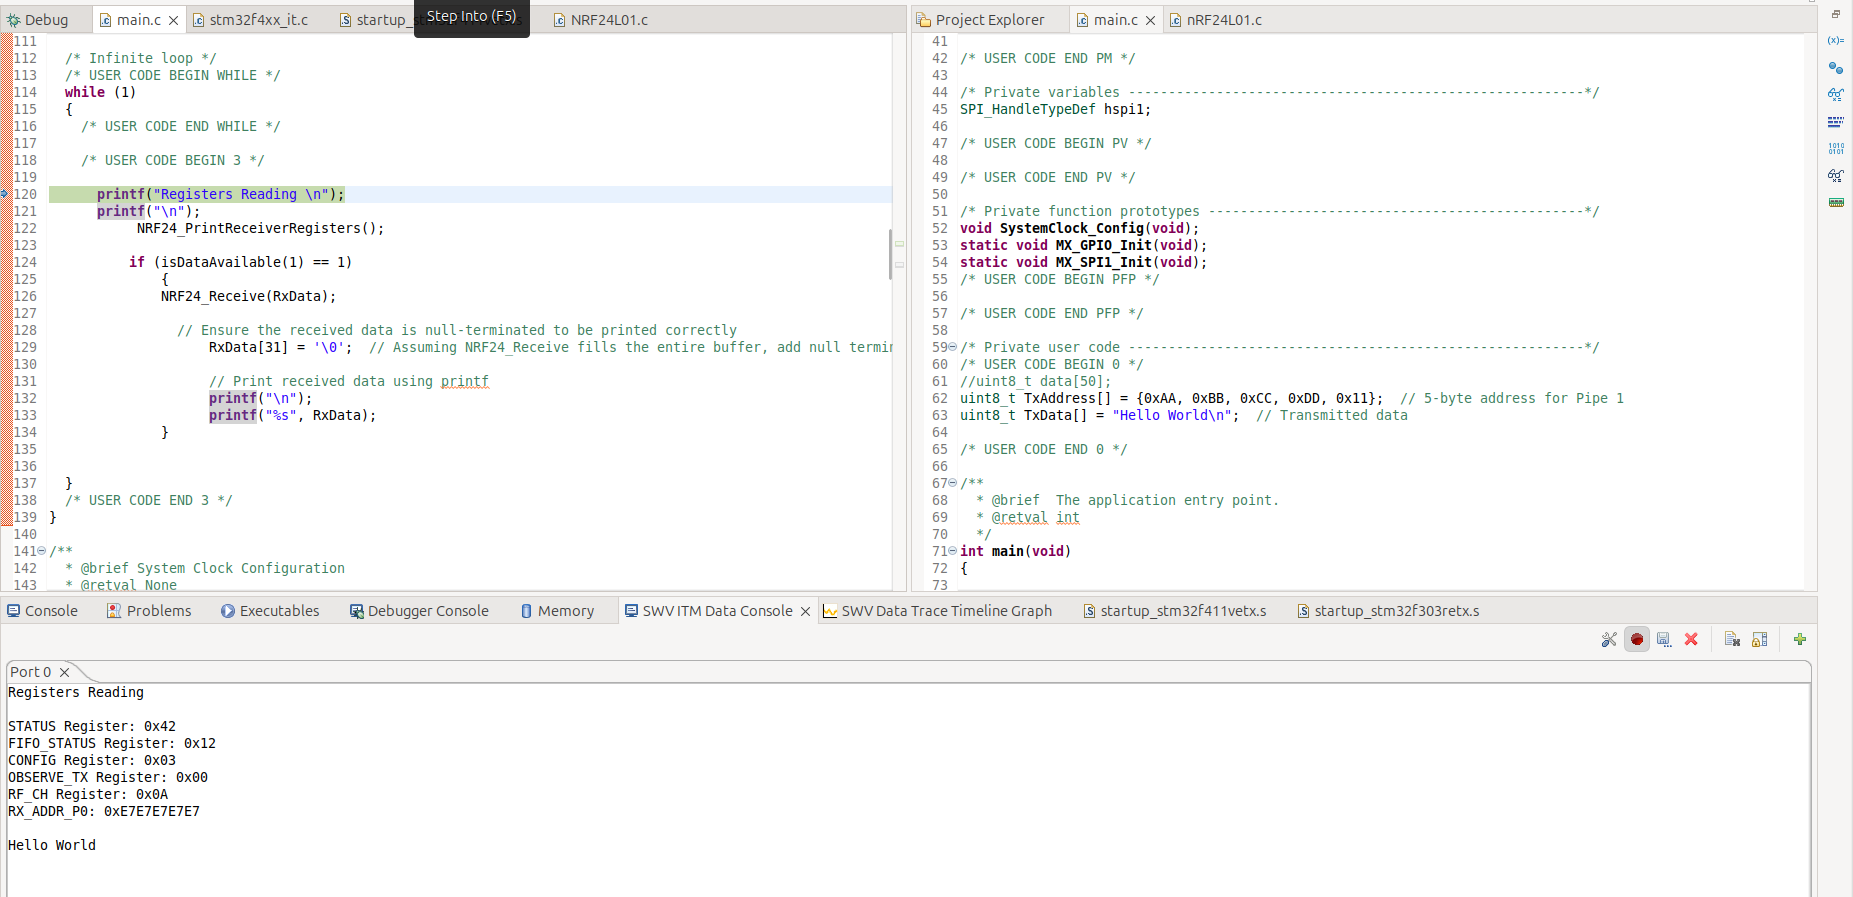 Debug main.c stm32f4xx_it.c startup_st Step Into (F5) s NRF24L01.c
111
112 /* Infinite loop */
113 /* USER CODE BEGIN WHILE */
114 while (1)
115 {
116 /* USER CODE END WHILE */
117
118 /* USER CODE BEGIN 3 */
119
120 printf("Registers Reading \n");
121 printf("\n");
122 NRF24_PrintReceiverRegisters();
123
124 if (isDataAvailable(1) == 1)
125 {
126 NRF24_Receive(RxData);
127
128 // Ensure the received data is null-terminated to be printed correctly
129 RxData[31] = '\0'; // Assuming NRF24_Receive fills the entire buffer, add null termin
130
131 // Print received data using printf
132 printf("\n");
133 printf("%s", RxData);
134 }
135
136
137 }
138 /* USER CODE END 3 */
139 }
140
141 /**
142 * @brief System Clock Configuration
143 * @retval None
Project Explorer main.c nRF24L01.c
41
42 /* USER CODE END PM */
43
44 /* Private variables ---------------------------------------------------------*/
45 SPI_HandleTypeDef hspi1;
46
47 /* USER CODE BEGIN PV */
48
49 /* USER CODE END PV */
50
51 /* Private function prototypes -----------------------------------------------*/
52 void SystemClock_Config(void);
53 static void MX_GPIO_Init(void);
54 static void MX_SPI1_Init(void);
55 /* USER CODE BEGIN PFP */
56
57 /* USER CODE END PFP */
58
59 /* Private user code ---------------------------------------------------------*/
60 /* USER CODE BEGIN 0 */
61 //uint8_t data[50];
62 uint8_t TxAddress[] = {0xAA, 0xBB, 0xCC, 0xDD, 0x11}; // 5-byte address for Pipe 1
63 uint8_t TxData[] = "Hello World\n"; // Transmitted data
64
65 /* USER CODE END 0 */
66
67 /**
68 * @brief The application entry point.
69 * @retval int
70 */
71 int main(void)
72 {
73
Console Problems Executables Debugger Console Memory SWV ITM Data Console SWV Data Trace Timeline Graph startup_stm32f411vetx.s startup_stm32f303retx.s
Port 0
Registers Reading
STATUS Register: 0x42
FIFO_STATUS Register: 0x12
CONFIG Register: 0x03
OBSERVE_TX Register: 0x00
RF_CH Register: 0x0A
RX_ADDR_P0: 0xE7E7E7E7E7
Hello World